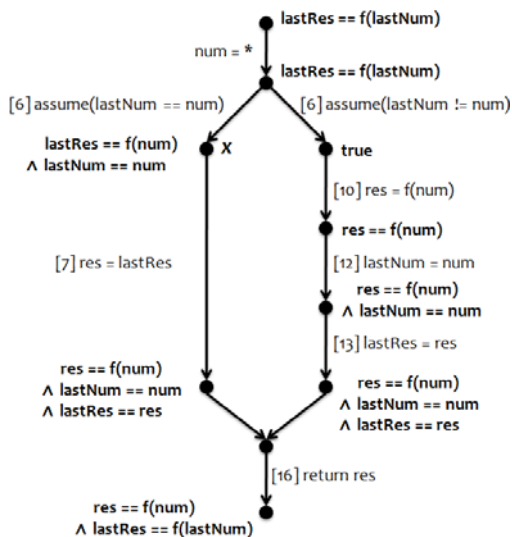 lastRes == f(lastNum)
num = *
lastRes == f(lastNum)
[6] assume(lastNum == num)
[6] assume(lastNum != num)
lastRes == f(num)
∧ lastNum == num
X
true
[10] res = f(num)
res == f(num)
[7] res = lastRes
[12] lastNum = num
res == f(num)
∧ lastNum == num
[13] lastRes = res
res == f(num)
∧ lastNum == num
∧ lastRes == res
res == f(num)
∧ lastNum == num
∧ lastRes == res
[16] return res
res == f(num)
∧ lastRes == f(lastNum)